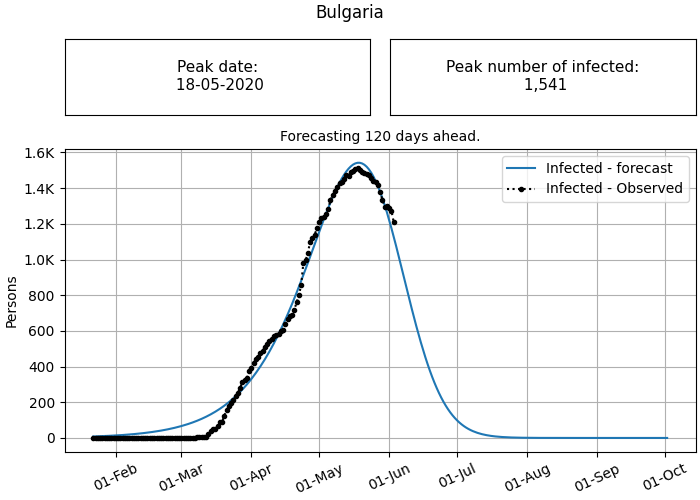 Bulgaria
Peak date:
18-05-2020
Peak number of infected:
1,541
Forecasting 120 days ahead.
Infected - forecast
Infected - Observed
Persons
1.6K
1.4K
1.2K
1.0K
800
600
400
200
0
01-Feb
01-Mar
01-Apr
01-May
01-Jun
01-Jul
01-Aug
01-Sep
01-Oct